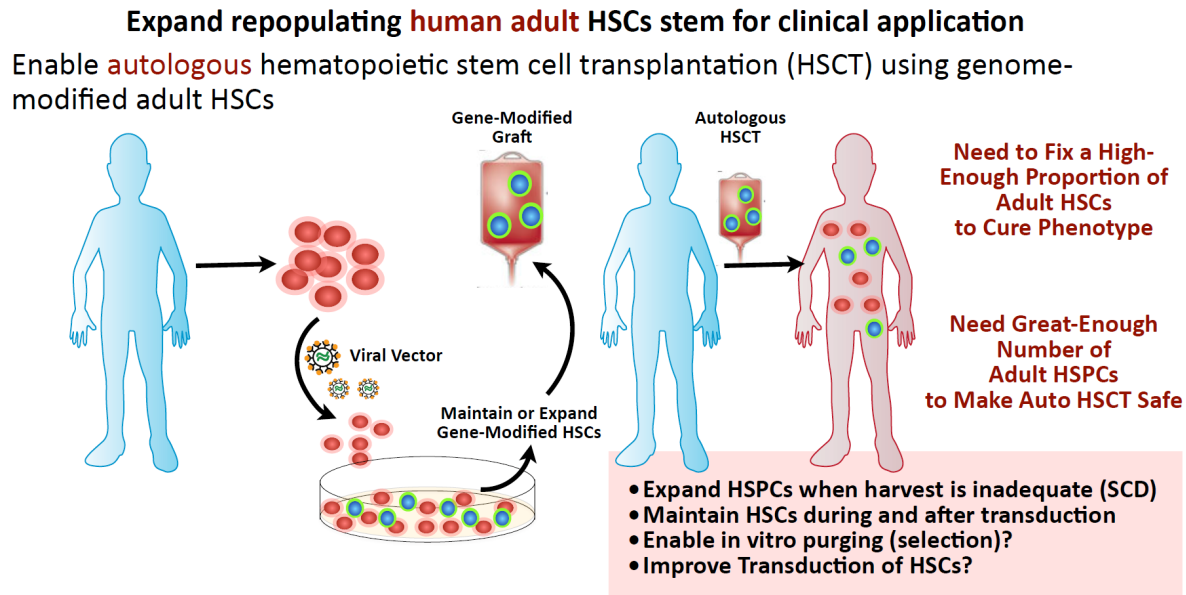 Expand repopulating human adult HSCs stem for clinical application
Enable autologous hematopoietic stem cell transplantation (HSCT) using genome-
modified adult HSCs
Gene-Modified
Graft
Autologous
HSCT
Need to Fix a High-
Enough Proportion of
Adult HSCs
to Cure Phenotype
Viral Vector
Need Great-Enough
Number of
Adult HSPCs
to Make Auto HSCT Safe
Maintain or Expand
Gene-Modified HSCs
•Expand HSPCs when harvest is inadequate (SCD)
•Maintain HSCs during and after transduction
•Enable in vitro purging (selection)?
•Improve Transduction of HSCs?